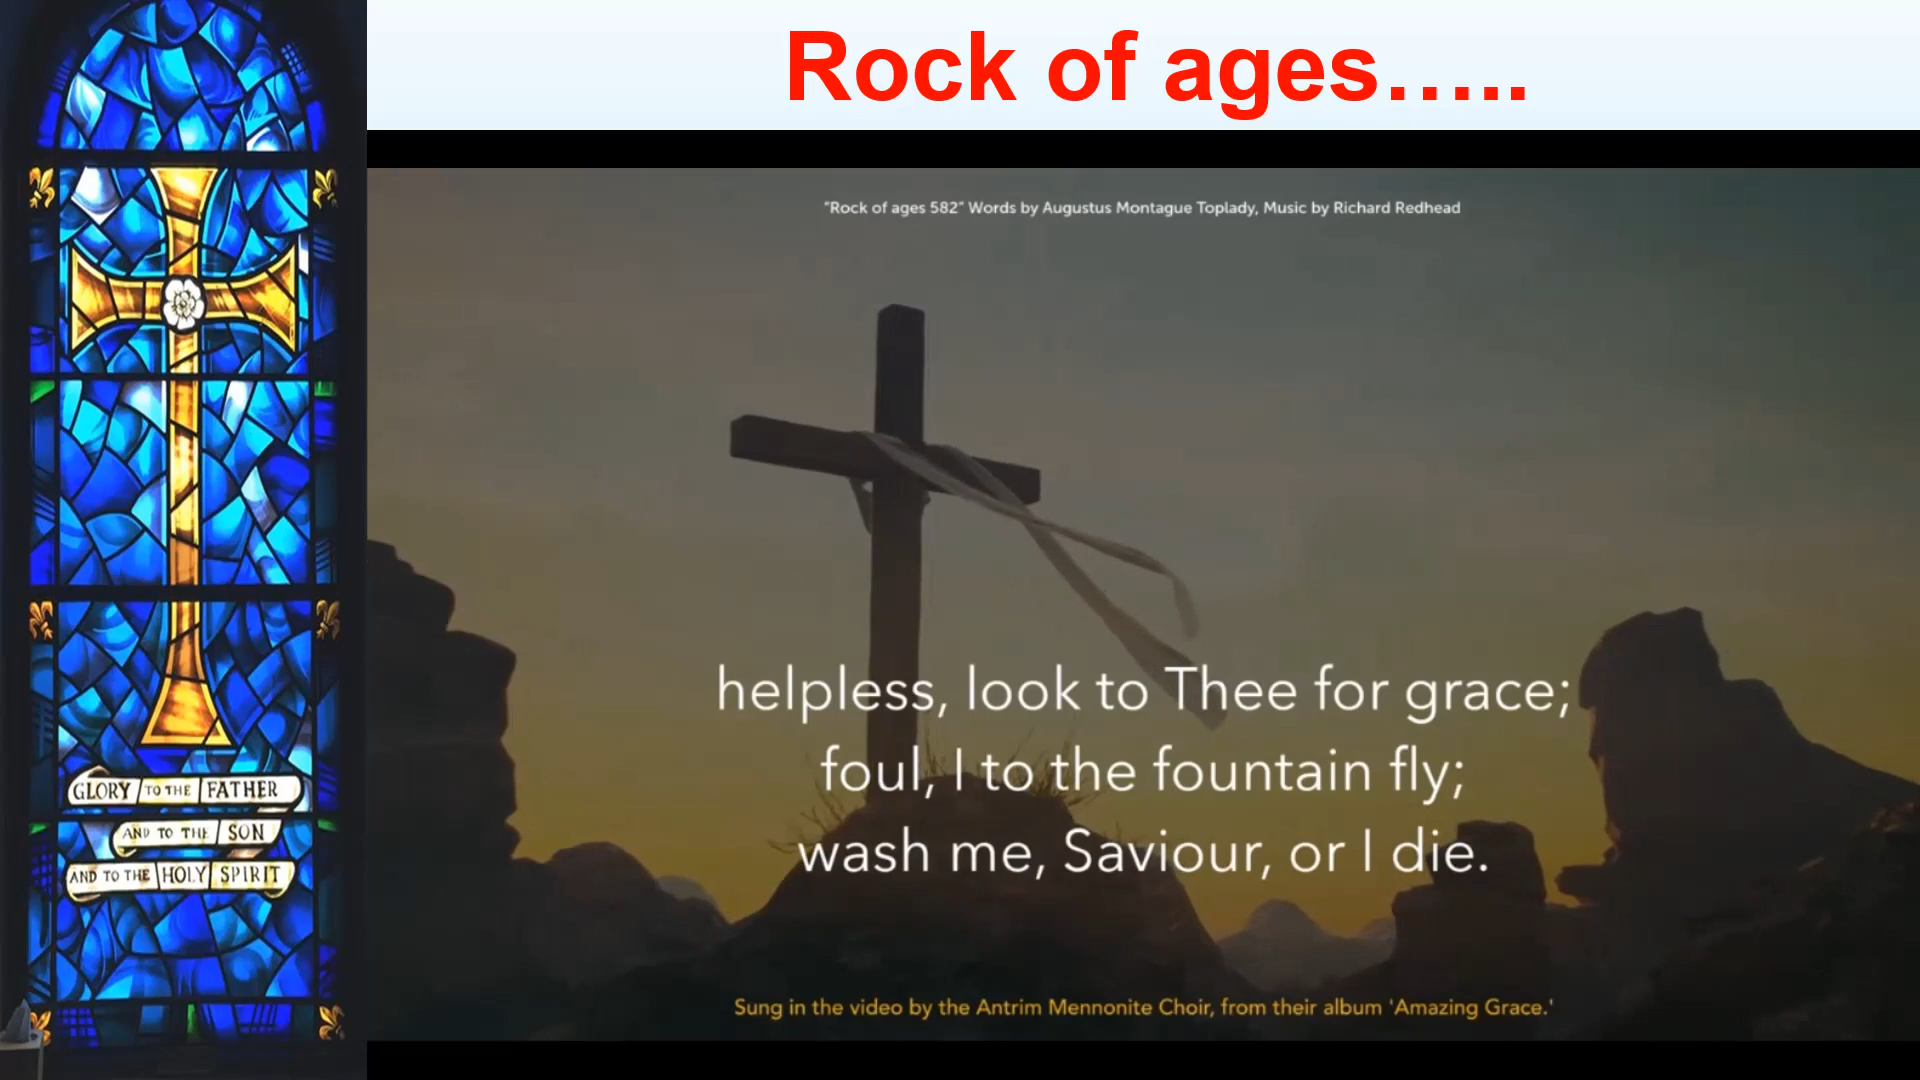 Rock of ages.....
"Rock of ages 582" Words by Augustus Montague Toplady, Music by Richard Redhead
helpless, look to Thee for grace;
foul, I to the fountain fly;
wash me, Saviour, or I die.
Sung in the video by the Antrim Mennonite Choir, from their album 'Amazing Grace.'
GLORY TO THE FATHER
AND TO THE SON
AND TO THE HOLY SPIRIT